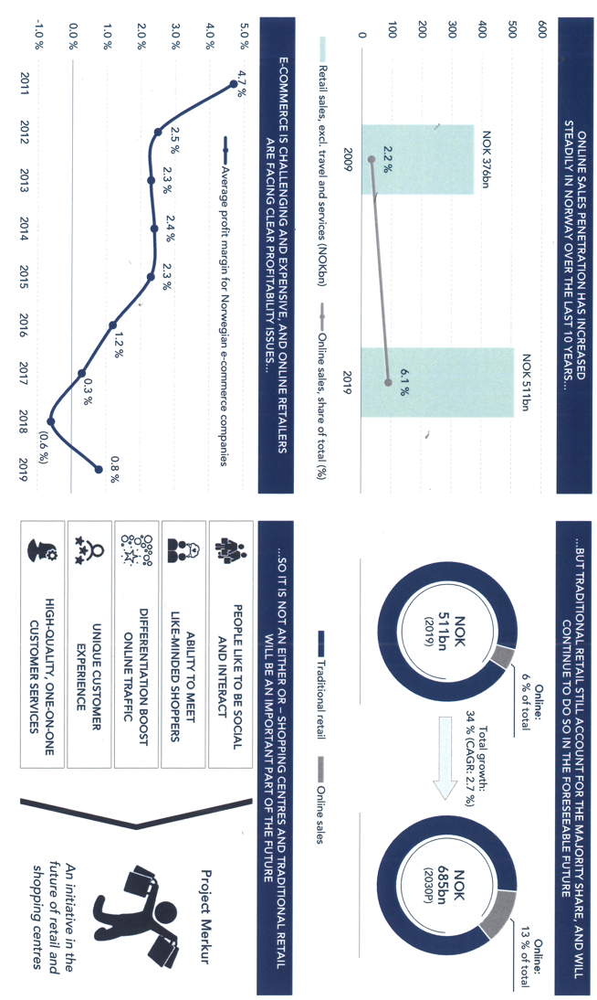 ONLINE SALES PENETRATION HAS INCREASED
STEADILY IN NORWAY OVER THE LAST 10 YEARS...
600
500
400
300
200
100
0
NOK 376bn
2.2 %
NOK 511bn
6.1 %
2009
2019
Retail sales, excl. travel and services (NOKbn)
Online sales, share of total (%)
...BUT TRADITIONAL RETAIL STILL ACCOUNT FOR THE MAJORITY SHARE, AND WILL
CONTINUE TO DO SO IN THE FORESEEABLE FUTURE
Online:
6 % of total
NOK
511bn
(2019)
Total growth:
34 % (CAGR: 2.7 %)
Online:
13 % of total
NOK
685bn
(2030P)
Traditional retail
Online sales
E-COMMERCE IS CHALLENGING AND EXPENSIVE, AND ONLINE RETAILERS
ARE FACING CLEAR PROFITABILITY ISSUES...
Average profit margin for Norwegian e-commerce companies
5.0 %
4.0 %
3.0 %
2.0 %
1.0 %
0.0 %
-1.0 %
4.7 %
2.5 %
2.3 %
2.4 %
2.3 %
1.2 %
0.3 %
(0.6 %)
0.8 %
2011
2012
2013
2014
2015
2016
2017
2018
2019
....SO IT IS NOT AN EITHER OR – SHOPPING CENTRES AND TRADITIONAL RETAIL
WILL BE AN IMPORTANT PART OF THE FUTURE
PEOPLE LIKE TO BE SOCIAL
AND INTERACT
ABILITY TO MEET
LIKE-MINDED SHOPPERS
DIFFERENTIATION BOOST
ONLINE TRAFFIC
UNIQUE CUSTOMER
EXPERIENCE
HIGH-QUALITY, ONE-ON-ONE
CUSTOMER SERVICES
Project Merkur
An initiative in the
future of retail and
shopping centres